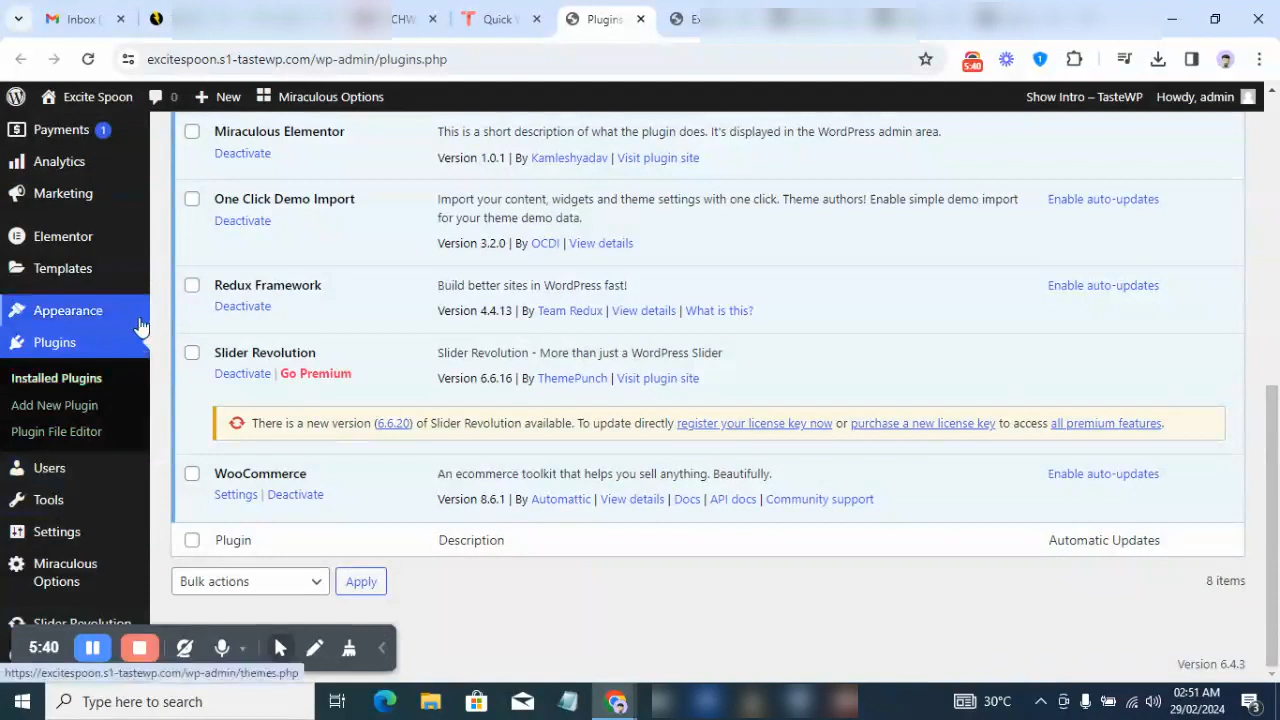 Inbox (
CHW
Quick
Plugins
Ex
excitespoon.s1-tastewp.com/wp-admin/plugins.php
5:40
1
Excite Spoon
0
New
Miraculous Options
Show Intro – TasteWP
Howdy, admin
Payments 1
Analytics
Marketing
Elementor
Templates
Appearance
Plugins
Installed Plugins
Add New Plugin
Plugin File Editor
Users
Tools
Settings
Miraculous
Options
Slider Revolution
Miraculous Elementor
This is a short description of what the plugin does. It's displayed in the WordPress admin area.
Deactivate
Version 1.0.1 | By Kamleshyadav | Visit plugin site
One Click Demo Import
Import your content, widgets and theme settings with one click. Theme authors! Enable simple demo import
for your theme demo data.
Enable auto-updates
Deactivate
Version 3.2.0 | By OCDI | View details
Redux Framework
Build better sites in WordPress fast!
Enable auto-updates
Deactivate
Version 4.4.13 | By Team Redux | View details | What is this?
Slider Revolution
Slider Revolution - More than just a WordPress Slider
Deactivate | Go Premium
Version 6.6.16 | By ThemePunch | Visit plugin site
There is a new version (6.6.20) of Slider Revolution available. To update directly register your license key now or purchase a new license key to access all premium features.
WooCommerce
An ecommerce toolkit that helps you sell anything. Beautifully.
Enable auto-updates
Settings | Deactivate
Version 8.6.1 | By Automattic | View details | Docs | API docs | Community support
Plugin
Description
Automatic Updates
Bulk actions
Apply
8 items
5:40
https://excitespoon.s1-tastewp.com/wp-admin/themes.php
Version 6.4.3
Type here to search
30°C
02:51 AM
29/02/2024
3